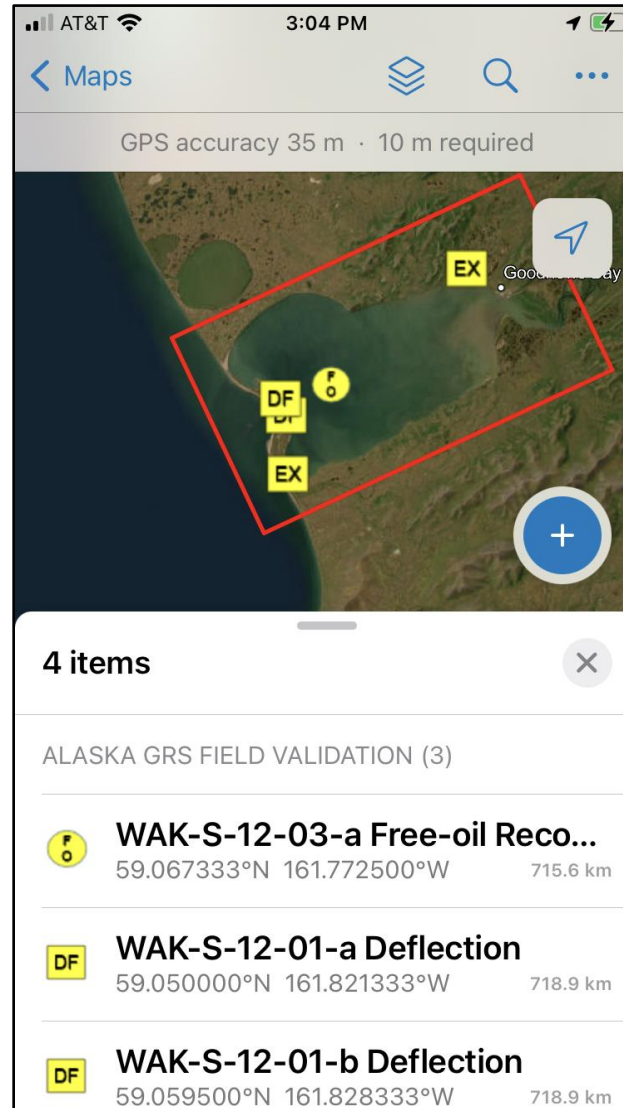 AT&T
3:04 PM
Maps
GPS accuracy 35 m · 10 m required
EX
F
O
DF
DF
EX
4 items
ALASKA GRS FIELD VALIDATION (3)
F
O
WAK-S-12-03-a Free-oil Reco...
59.067333°N 161.772500°W 715.6 km
DF
WAK-S-12-01-a Deflection
59.050000°N 161.821333°W 718.9 km
DF
WAK-S-12-01-b Deflection
59.059500°N 161.828333°W 718.9 km